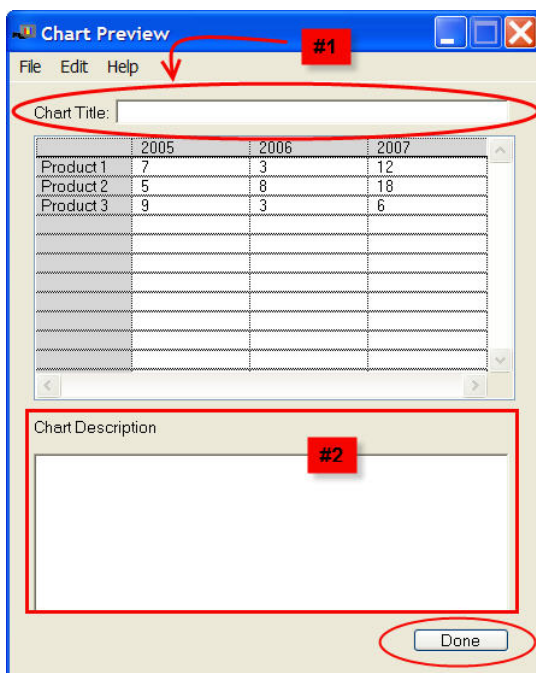 Chart Preview
#1
File Edit Help
Chart Title:
2005 2006 2007
Product 1 7 3 12
Product 2 5 8 18
Product 3 9 3 6
Chart Description
#2
Done